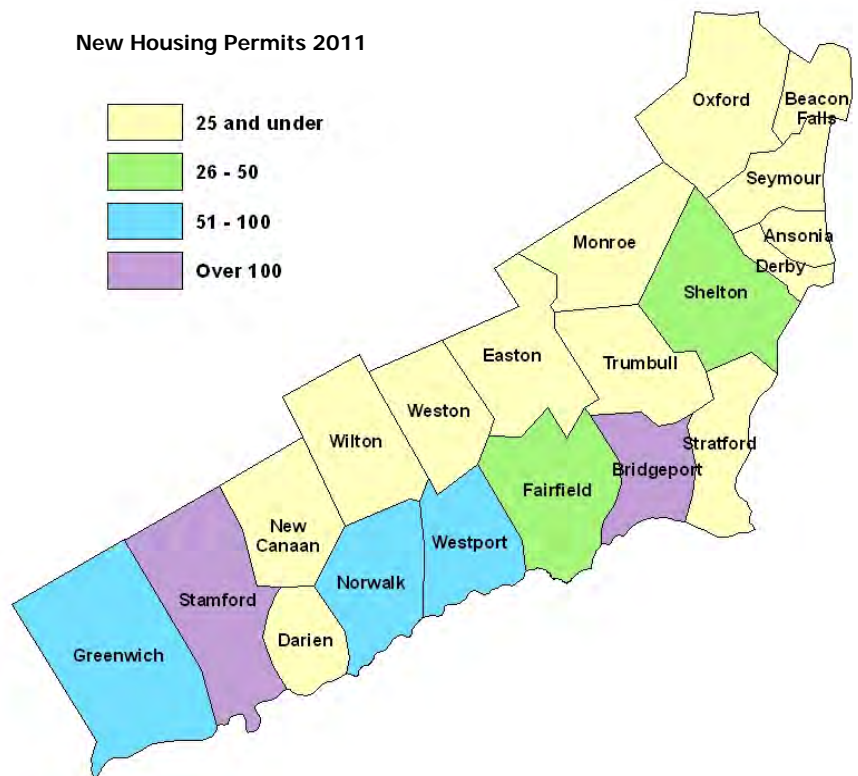 New Housing Permits 2011
25 and under
26 - 50
51 - 100
Over 100
Oxford
Beacon
Falls
Seymour
Ansonia
Derby
Monroe
Shelton
Easton
Trumbull
Weston
Wilton
Stratford
Bridgeport
Fairfield
New
Canaan
Westport
Norwalk
Stamford
Darien
Greenwich